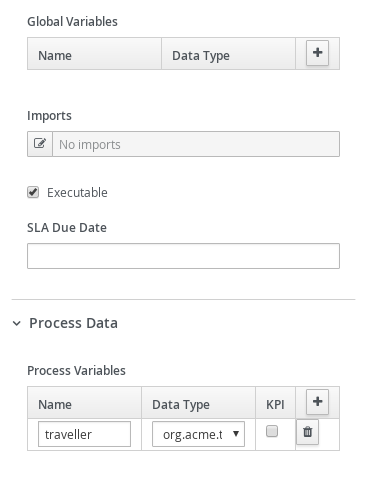 Global Variables
Name Data Type +
Imports
No imports
Executable
SLA Due Date
Process Data
Process Variables
Name Data Type KPI +
traveller org.acme.t